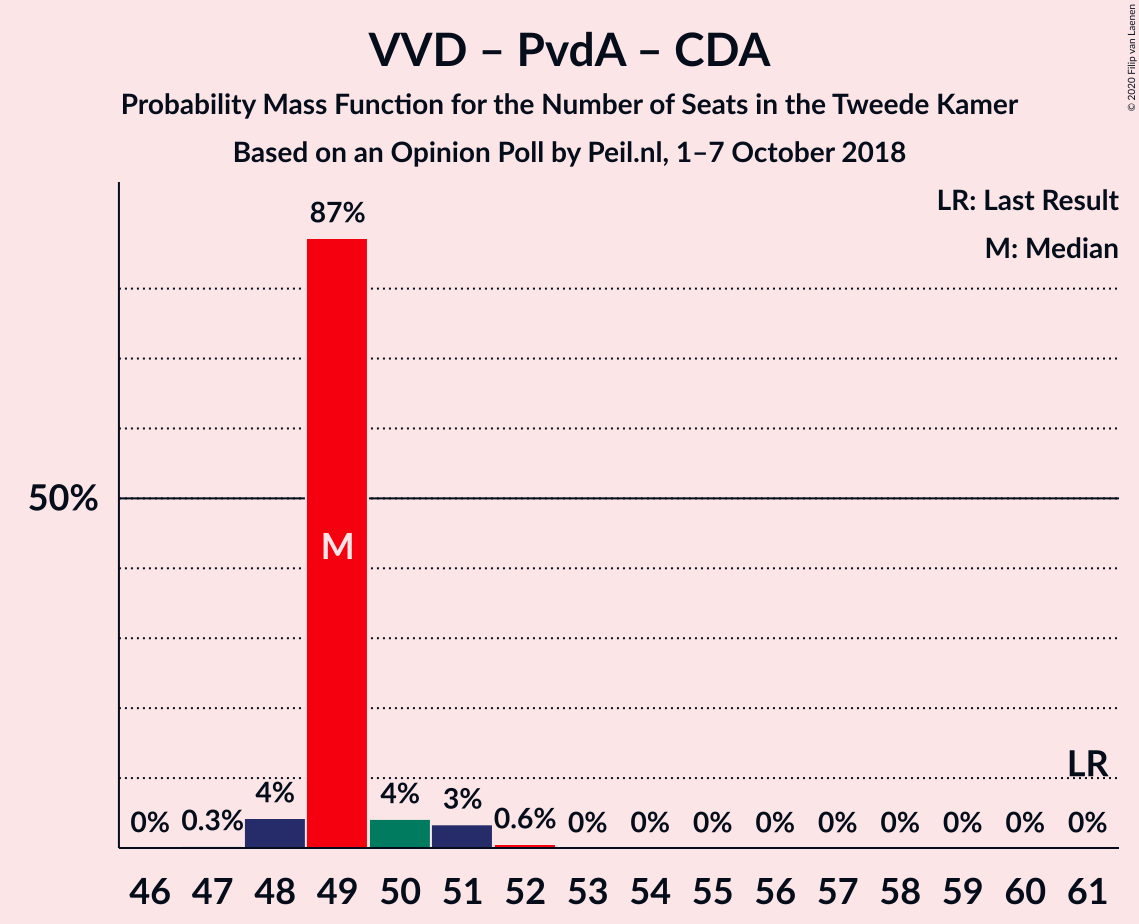 VVD – PvdA – CDA
Probability Mass Function for the Number of Seats in the Tweede Kamer
Based on an Opinion Poll by Peil.nl, 1–7 October 2018
© 2020 Filip van Laenen
LR: Last Result
M: Median
87%
50%
M
LR
0% 0.3% 4% 4% 3% 0.6% 0% 0% 0% 0% 0% 0% 0% 0% 0%
46 47 48 49 50 51 52 53 54 55 56 57 58 59 60 61